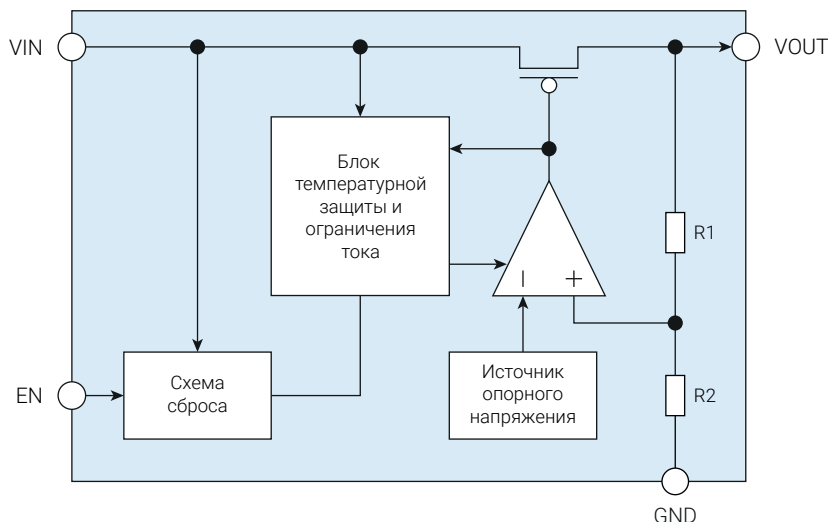 VIN
VOUT
Блок
температурной
защиты и
ограничения
тока
R1
Схема
сброса
Источник
опорного
напряжения
EN
R2
GND